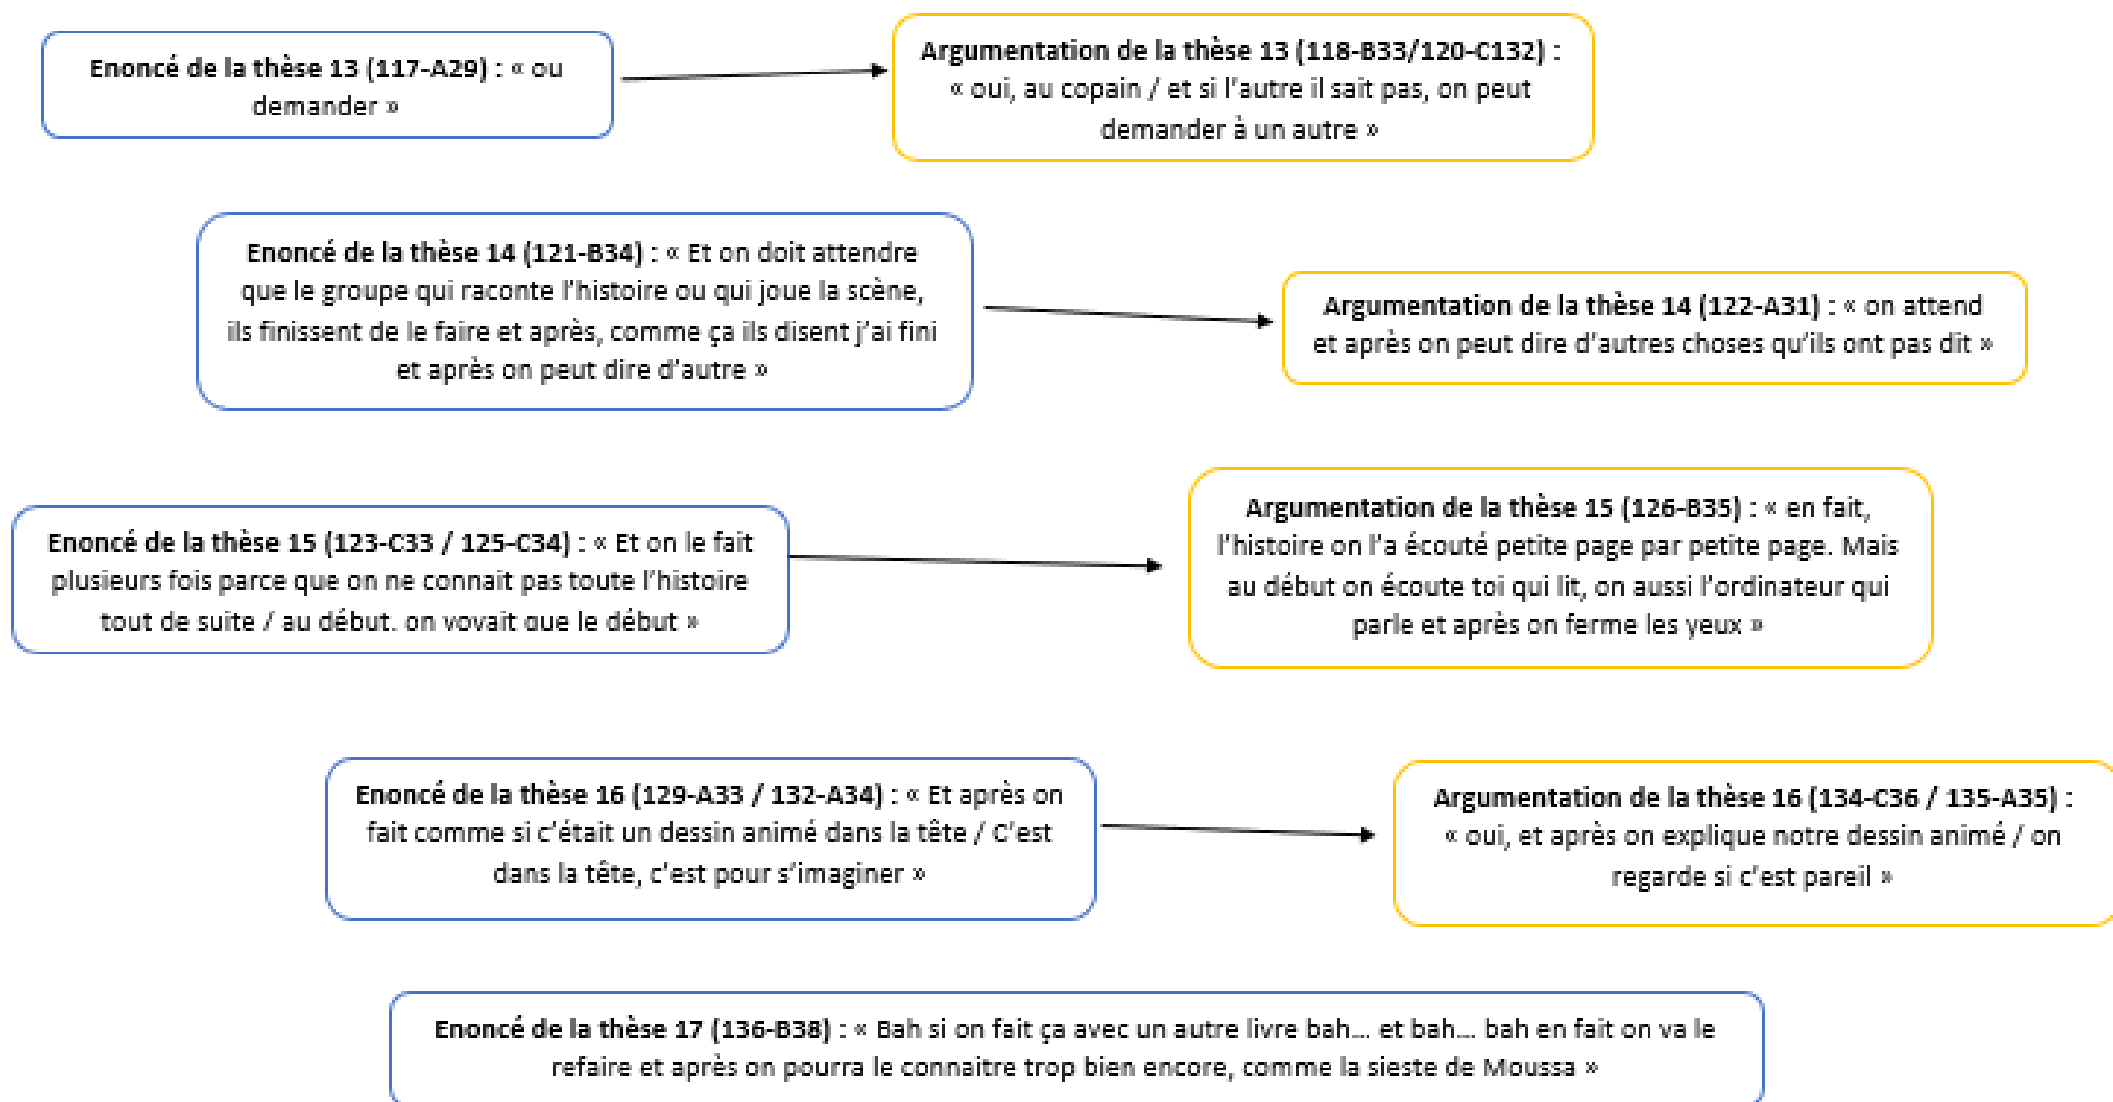 Enoncé de la thèse 13 (117-A29) : « ou
demander »
Argumentation de la thèse 13 (118-B33/120-C132) :
« oui, au copain / et si l’autre il sait pas, on peut
demander à un autre »
Enoncé de la thèse 14 (121-B34) : « Et on doit attendre
que le groupe qui raconte l’histoire ou qui joue la scène,
ils finissent de le faire et après, comme ça ils disent j’ai fini
et après on peut dire d’autre »
Argumentation de la thèse 14 (122-A31) : « on attend
et après on peut dire d’autres choses qu’ils ont pas dit »
Enoncé de la thèse 15 (123-C33 / 125-C34) : « Et on le fait
plusieurs fois parce que on ne connait pas toute l’histoire
tout de suite / au début, on voyait que le début »
Argumentation de la thèse 15 (126-B35) : « en fait,
l’histoire on l’a écouté petite page par petite page. Mais
au début on écoute toi qui lit, on aussi l’ordinateur qui
parle et après on ferme les yeux »
Enoncé de la thèse 16 (129-A33 / 132-A34) : « Et après on
fait comme si c’était un dessin animé dans la tête / C’est
dans la tête, c’est pour s’imaginer »
Argumentation de la thèse 16 (134-C36 / 135-A35) :
« oui, et après on explique notre dessin animé / on
regarde si c’est pareil »
Enoncé de la thèse 17 (136-B38) : « Bah si on fait ça avec un autre livre bah… et bah… bah en fait on va le
refaire et après on pourra le connaitre trop bien encore, comme la sieste de Moussa »